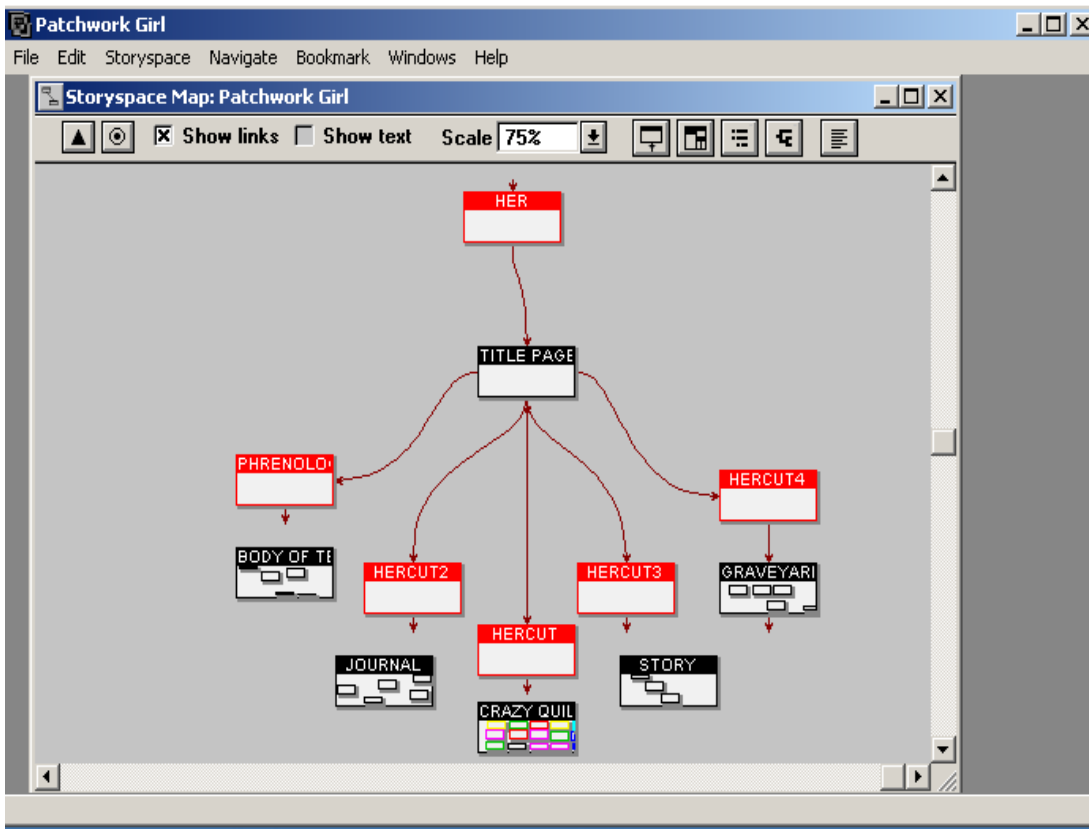 Patchwork Girl
File Edit Storyspace Navigate Bookmark Windows Help
Storyspace Map: Patchwork Girl
Show links Show text Scale 75%
HER
TITLE PAGE
PHRENOLO
HERCUT4
BODY OF TE
HERCUT2
HERCUT3
GRAVEYARI
HERCUT
JOURNAL
STORY
CRAZY QUIL